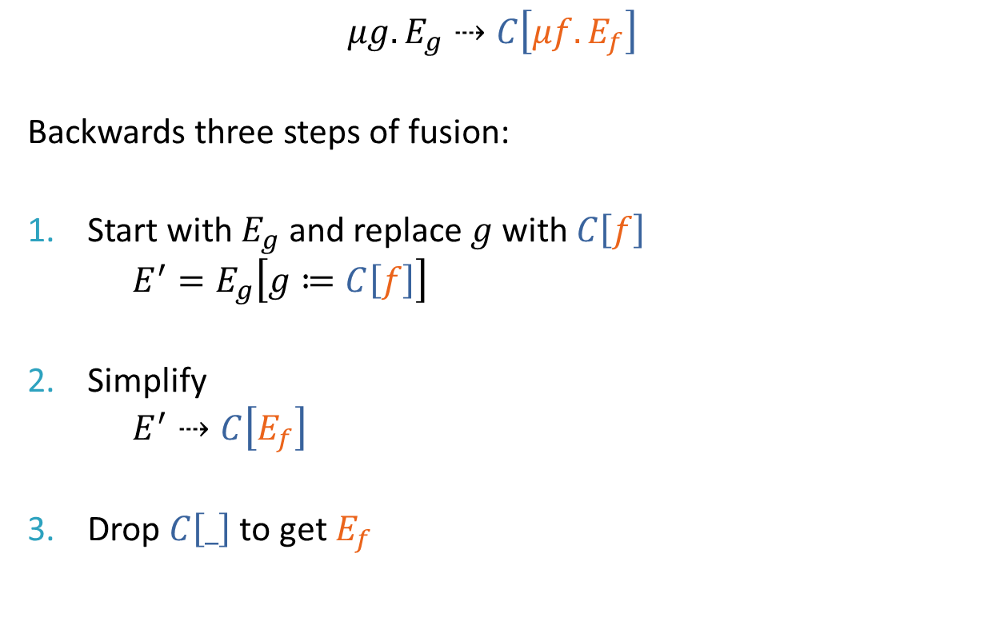 μg. E_g ⇢ C[μf. E_f]
Backwards three steps of fusion:
1. Start with E_g and replace g with C[f]
E′ = E_g[g ≔ C[f]]
2. Simplify
E′ ⇢ C[E_f]
3. Drop C[_] to get E_f